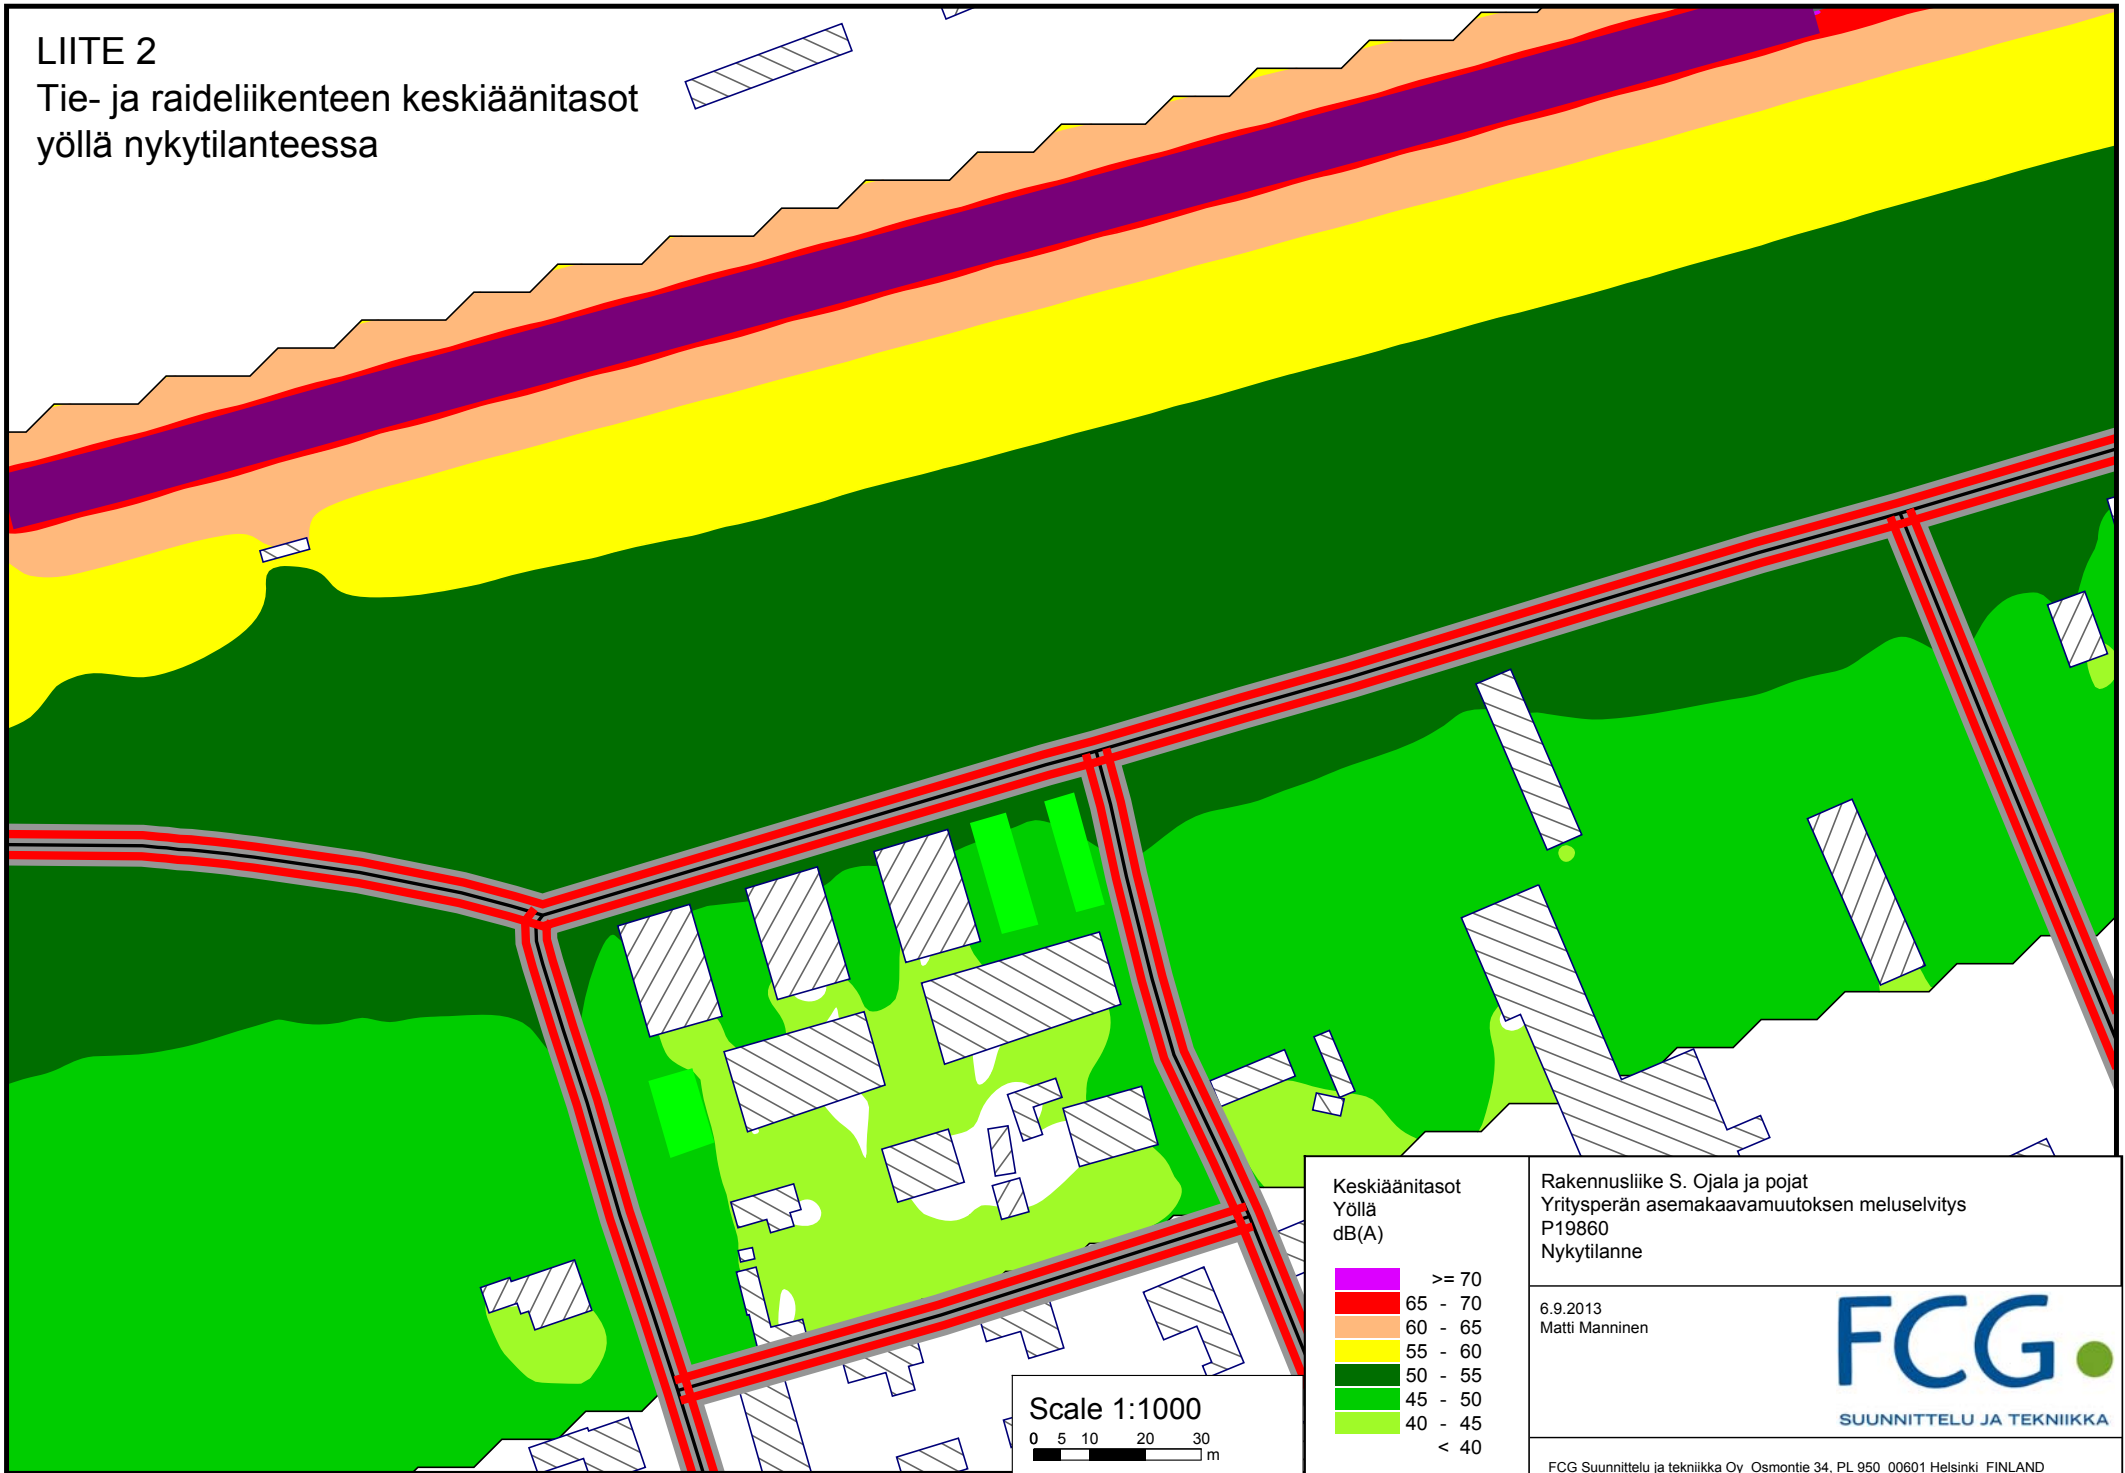 LIITE 2
Tie- ja raideliikenteen keskiäänitasot
yöllä nykytilanteessa
Scale 1:1000
0 5 10 20 30
m
Keskiäänitasot
Yöllä
dB(A)
>= 70
65 - 70
60 - 65
55 - 60
50 - 55
45 - 50
40 - 45
< 40
Rakennusliike S. Ojala ja pojat
Yritysperän asemakaavamuutoksen meluselvitys
P19860
Nykytilanne
6.9.2013
Matti Manninen
FCG
SUUNNITTELU JA TEKNIIKKA
FCG Suunnittelu ja tekniikka Oy Osmontie 34, PL 950 00601 Helsinki FINLAND